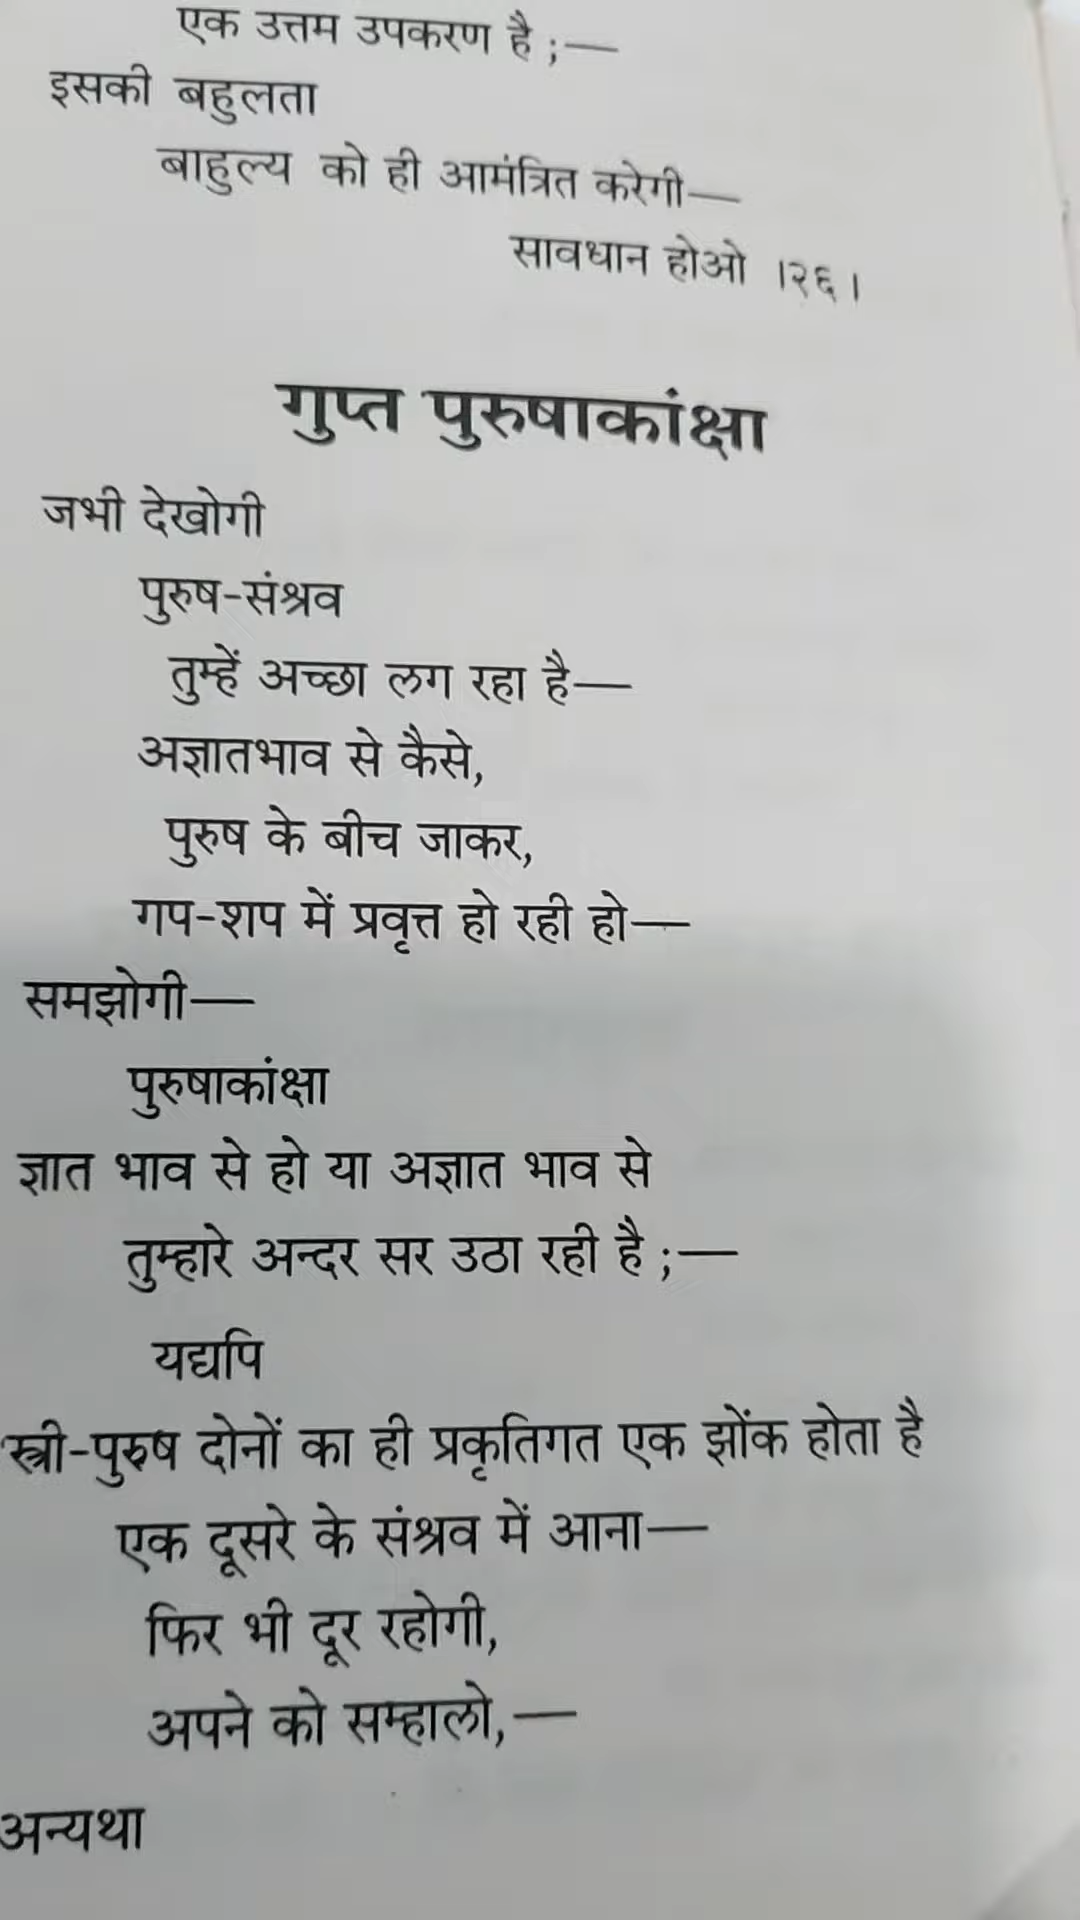 एक उत्तम उपकरण है ;—
इसकी बहुलता
बाहुल्य को ही आमंत्रित करेगी—
सावधान होओ ।२६।
गुप्त पुरुषाकांक्षा
जभी देखोगी
पुरुष-संश्रव
तुम्हें अच्छा लग रहा है—
अज्ञातभाव से कैसे,
पुरुष के बीच जाकर,
गप-शप में प्रवृत्त हो रही हो—
समझोगी—
पुरुषाकांक्षा
ज्ञात भाव से हो या अज्ञात भाव से
तुम्हारे अन्दर सर उठा रही है ;—
यद्यपि
स्त्री-पुरुष दोनों का ही प्रकृतिगत एक झोंक होता है
एक दूसरे के संश्रव में आना—
फिर भी दूर रहोगी,
अपने को सम्हालो,—
अन्यथा